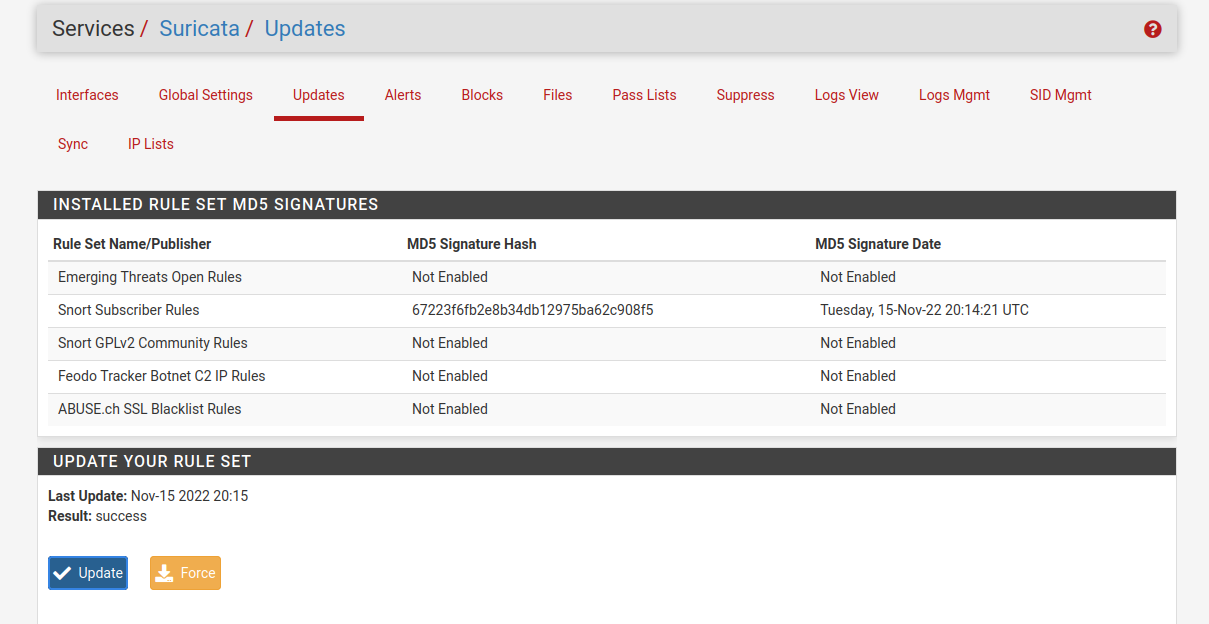 Services / Suricata / Updates
Interfaces Global Settings Updates Alerts Blocks Files Pass Lists Suppress Logs View Logs Mgmt SID Mgmt
Sync IP Lists
INSTALLED RULE SET MD5 SIGNATURES
Rule Set Name/Publisher MD5 Signature Hash MD5 Signature Date
Emerging Threats Open Rules Not Enabled Not Enabled
Snort Subscriber Rules 67223f6fb2e8b34db12975ba62c908f5 Tuesday, 15-Nov-22 20:14:21 UTC
Snort GPLv2 Community Rules Not Enabled Not Enabled
Feodo Tracker Botnet C2 IP Rules Not Enabled Not Enabled
ABUSE.ch SSL Blacklist Rules Not Enabled Not Enabled
UPDATE YOUR RULE SET
Last Update: Nov-15 2022 20:15
Result: success
Update Force